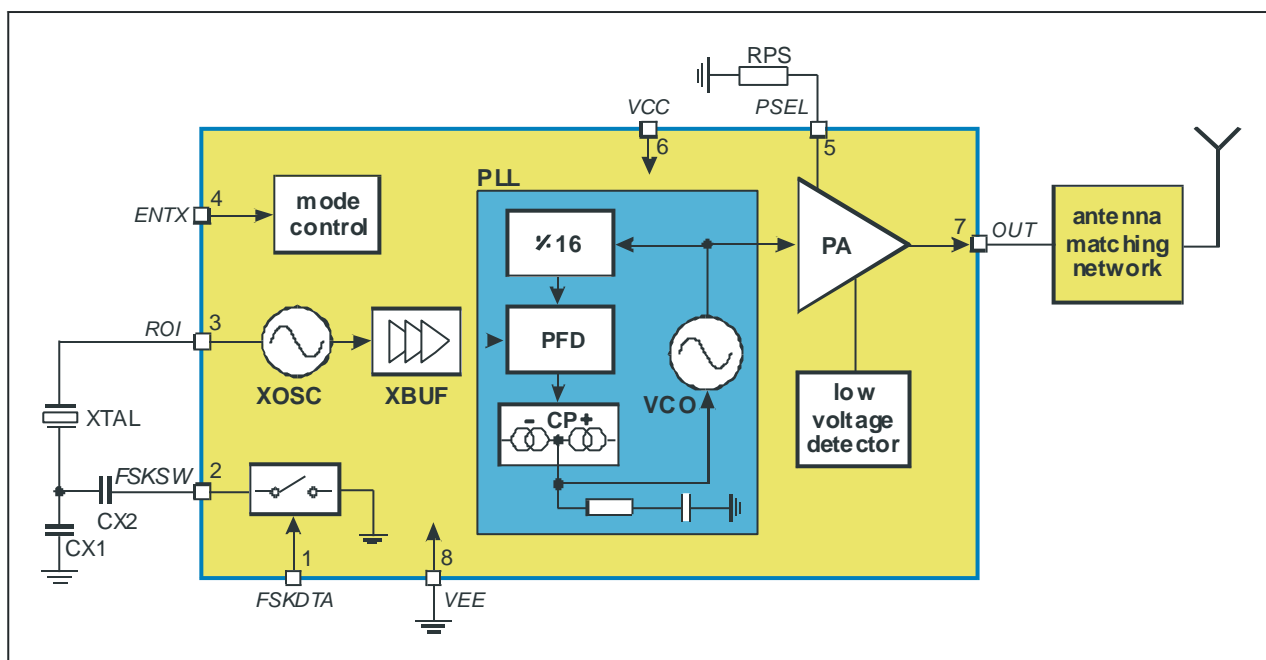 RPS
VCC
PSEL
6
5
PLL
ENTX
4
mode
control
÷16
PA
7
OUT
antenna
matching
network
ROI
3
PFD
XOSC
XBUF
VCO
low
voltage
detector
- CP+
XTAL
FSKSW
2
CX2
CX1
1
8
FSKDTA
VEE